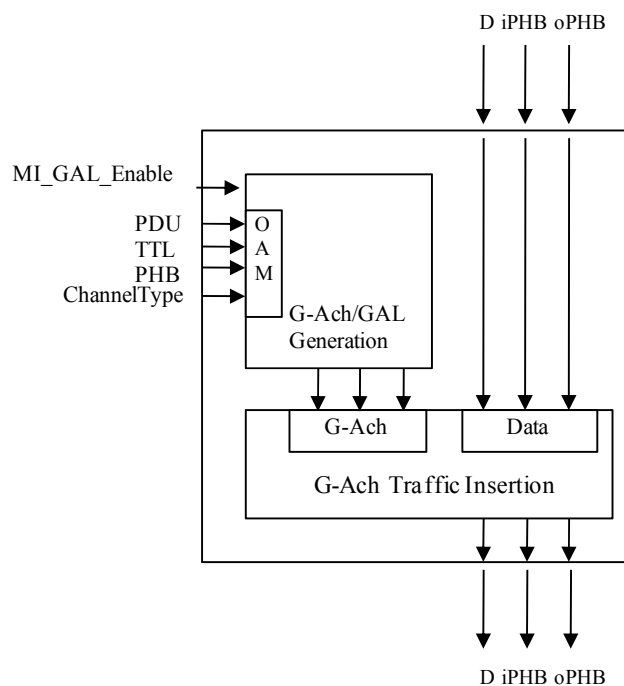 D iPHB oPHB
MI_GAL_Enable
PDU
TTL
PHB
ChannelType
O
A
M
G-Ach/GAL
Generation
G-Ach
Data
G-Ach Traffic Insertion
D iPHB oPHB